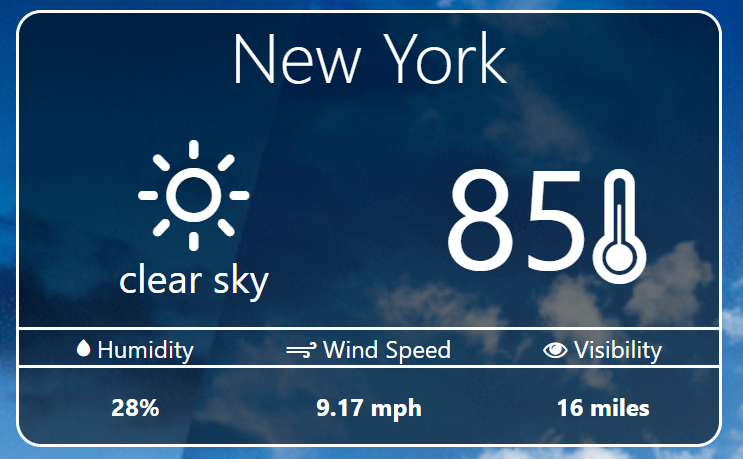 New York
85
clear sky
Humidity Wind Speed Visibility
28% 9.17 mph 16 miles